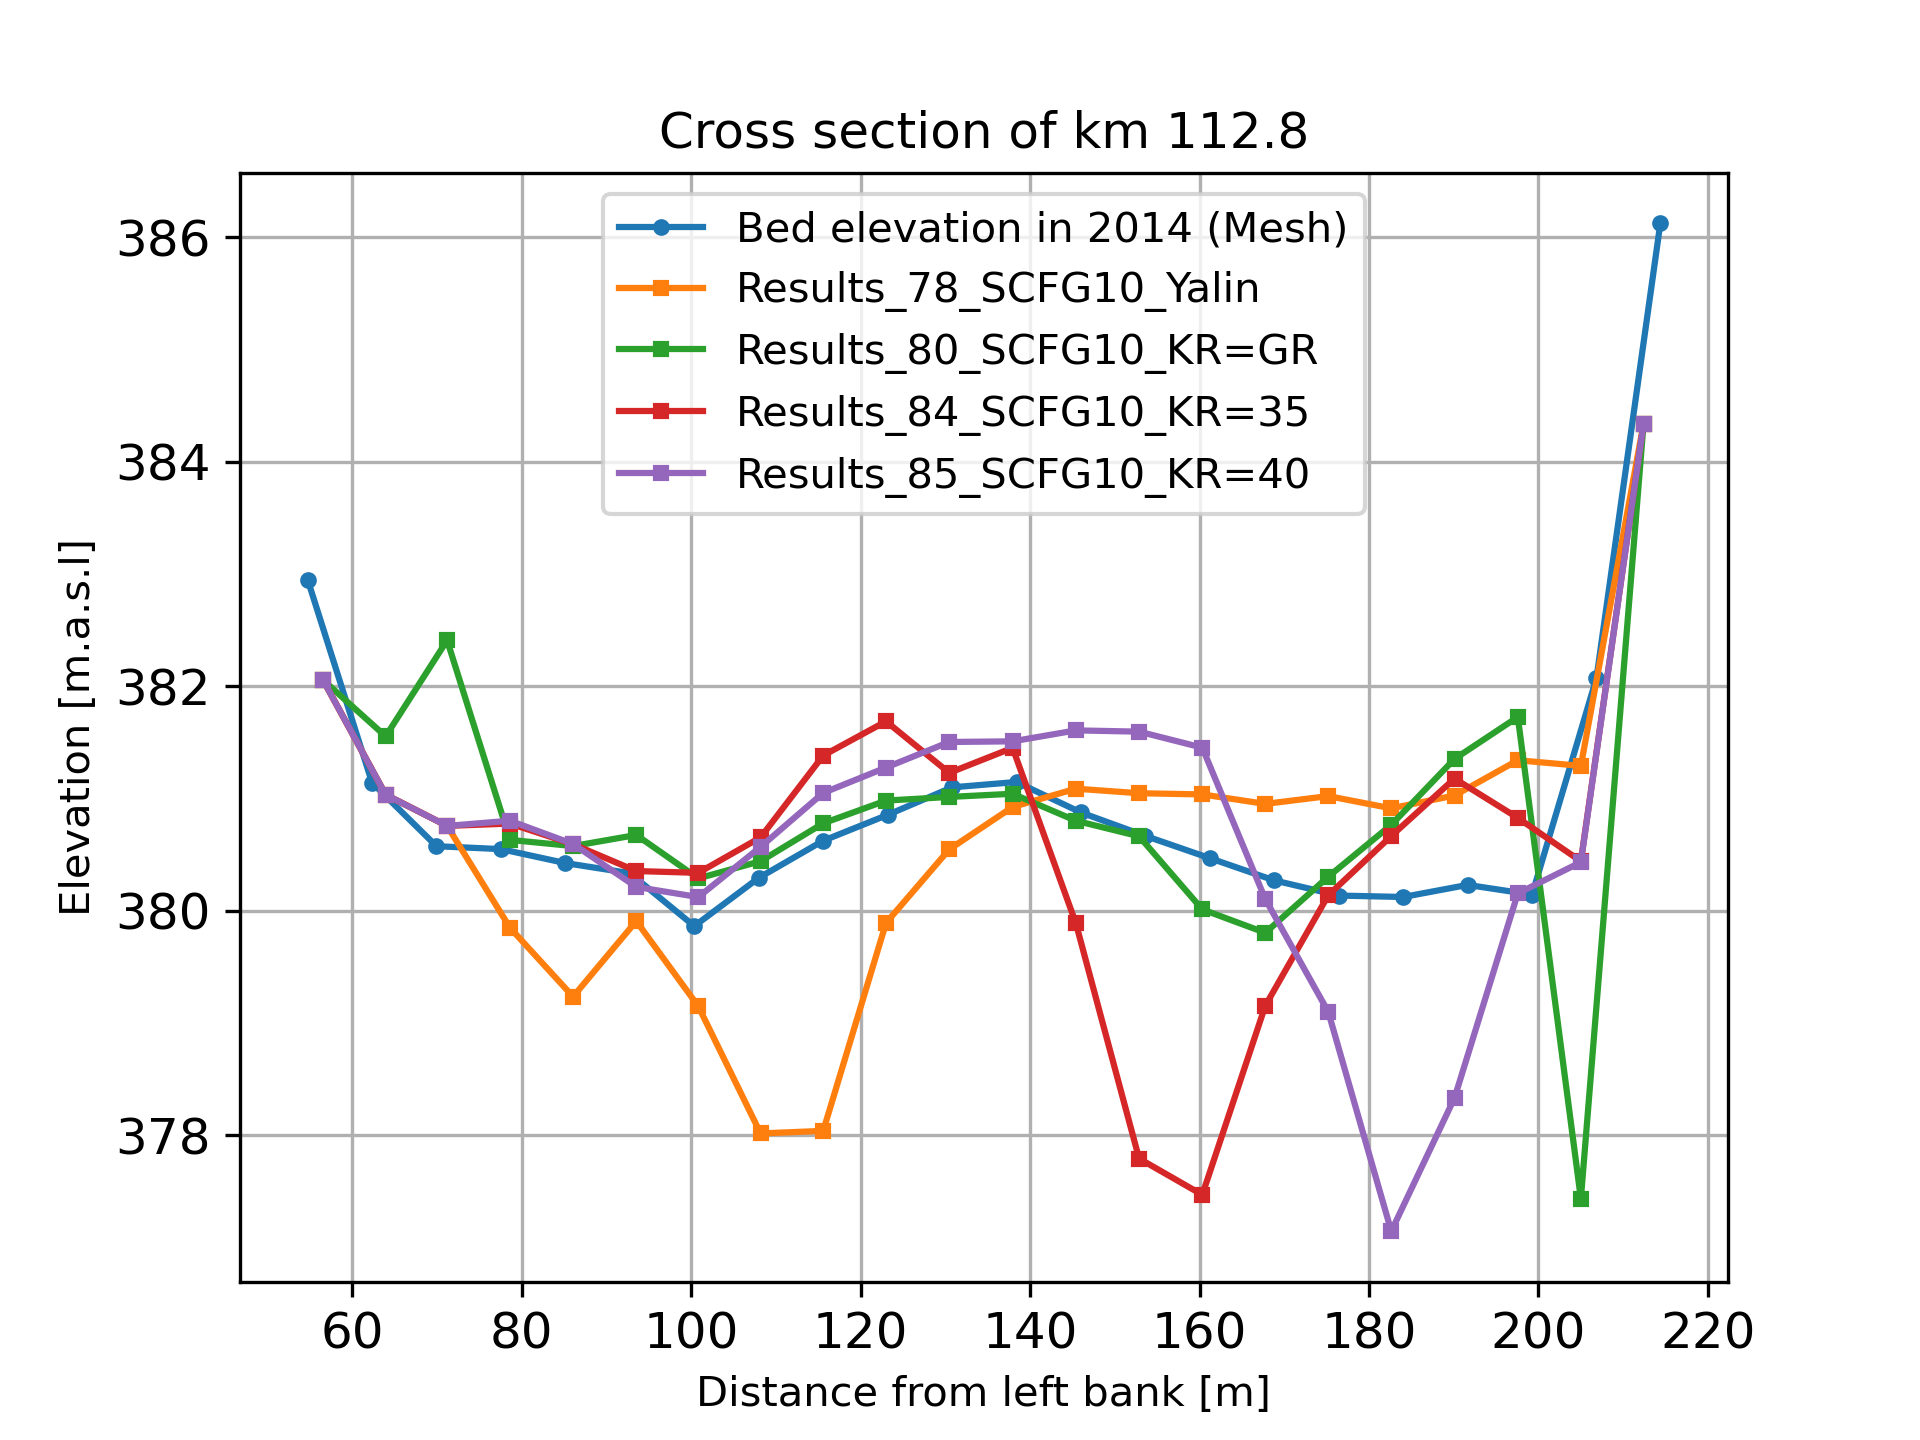 Cross section of km 112.8
Bed elevation in 2014 (Mesh)
Results_78_SCFG10_Yalin
Results_80_SCFG10_KR=GR
Results_84_SCFG10_KR=35
Results_85_SCFG10_KR=40
386
384
382
380
378
Elevation [m.a.s.l]
60 80 100 120 140 160 180 200 220
Distance from left bank [m]